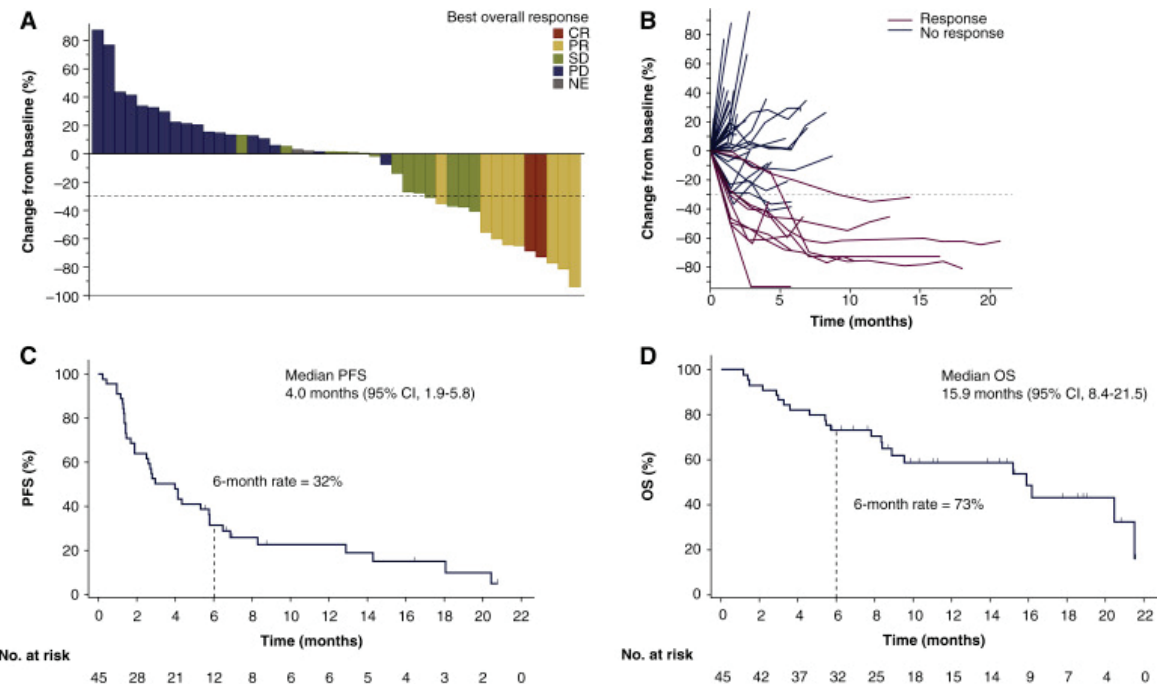 A
Best overall response
CR
PR
SD
PD
NE
Change from baseline (%)
80
60
40
20
0
−20
−40
−60
−80
−100
B
Response
No response
Change from baseline (%)
80
60
40
20
0
−20
−40
−60
−80
0 5 10 15 20
Time (months)
C
Median PFS
4.0 months (95% CI, 1.9-5.8)
6-month rate = 32%
PFS (%)
100
80
60
40
20
0
0 2 4 6 8 10 12 14 16 18 20 22
Time (months)
No. at risk
45 28 21 12 8 6 6 5 4 3 2 0
D
Median OS
15.9 months (95% CI, 8.4-21.5)
6-month rate = 73%
OS (%)
100
80
60
40
20
0
0 2 4 6 8 10 12 14 16 18 20 22
Time (months)
No. at risk
45 42 37 32 25 18 15 14 9 7 4 0